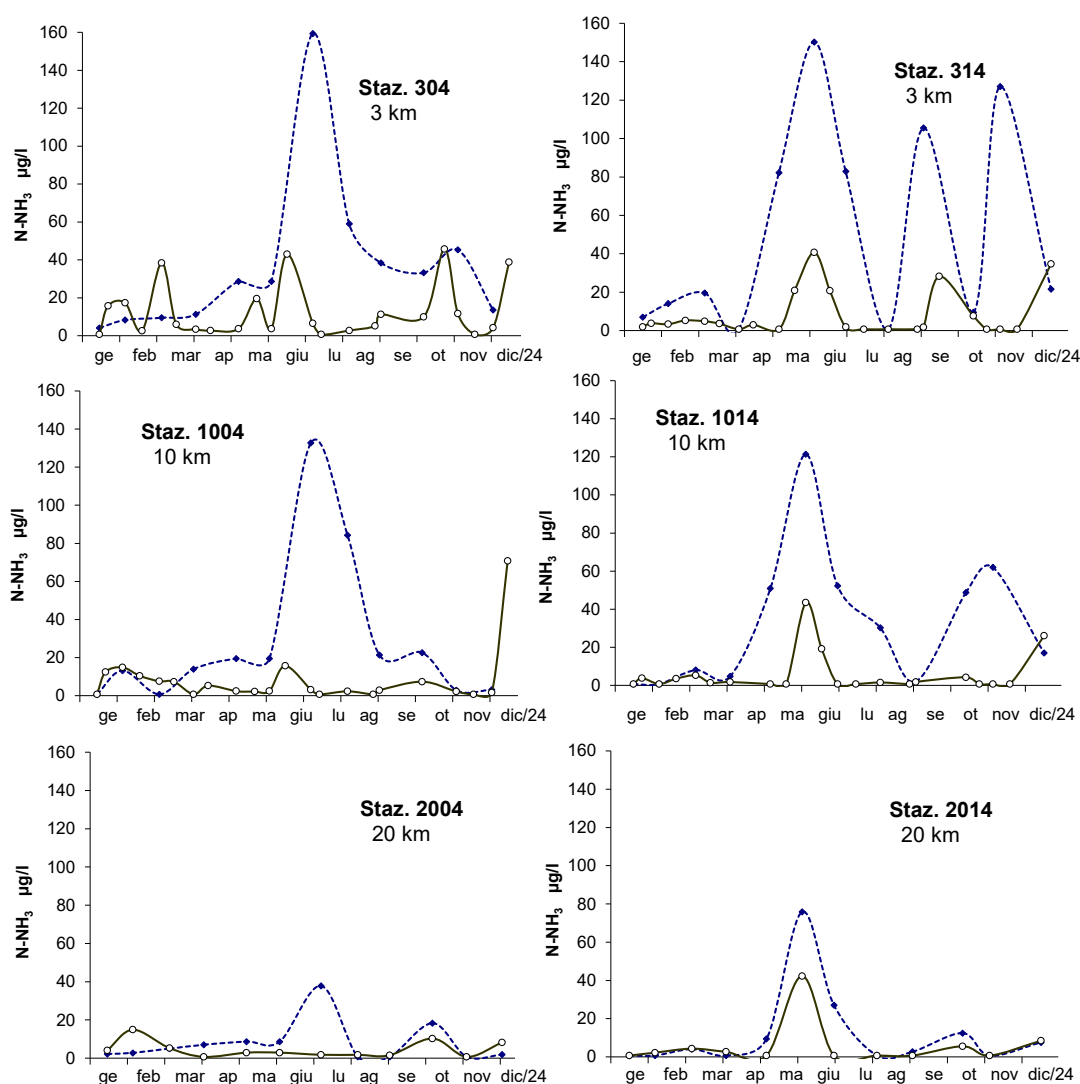 160
140
120
100
80
60
40
20
0
N-NH3 µg/l
Staz. 304
3 km
ge feb mar ap ma giu lu ag se ot nov dic/24
160
140
120
100
80
60
40
20
0
N-NH3 µg/l
Staz. 314
3 km
ge feb mar ap ma giu lu ag se ot nov dic/24
160
140
120
100
80
60
40
20
0
N-NH3 µg/l
Staz. 1004
10 km
ge feb mar ap ma giu lu ag se ot nov dic/24
160
140
120
100
80
60
40
20
0
N-NH3 µg/l
Staz. 1014
10 km
ge feb mar ap ma giu lu ag se ot nov dic/24
160
140
120
100
80
60
40
20
0
N-NH3 µg/l
Staz. 2004
20 km
ge feb mar ap ma giu lu ag se ot nov dic/24
160
140
120
100
80
60
40
20
0
N-NH3 µg/l
Staz. 2014
20 km
ge feb mar ap ma giu lu ag se ot nov dic/24